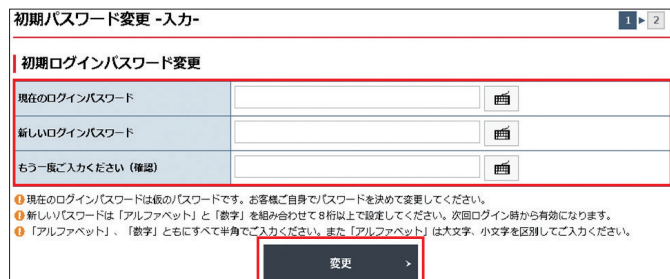 初期パスワード変更 -入力-
1 ▶ 2
初期ログインパスワード変更
現在のログインパスワード
新しいログインパスワード
もう一度ご入力ください（確認）
現在のログインパスワードは仮のパスワードです。お客様ご自身でパスワードを決めて変更してください。
新しいパスワードは「アルファベット」と「数字」を組み合わせて8桁以上で設定してください。次回ログイン時から有効になります。
「アルファベット」、「数字」ともにすべて半角でご入力ください。また「アルファベット」は大文字、小文字を区別してご入力ください。
変更 >